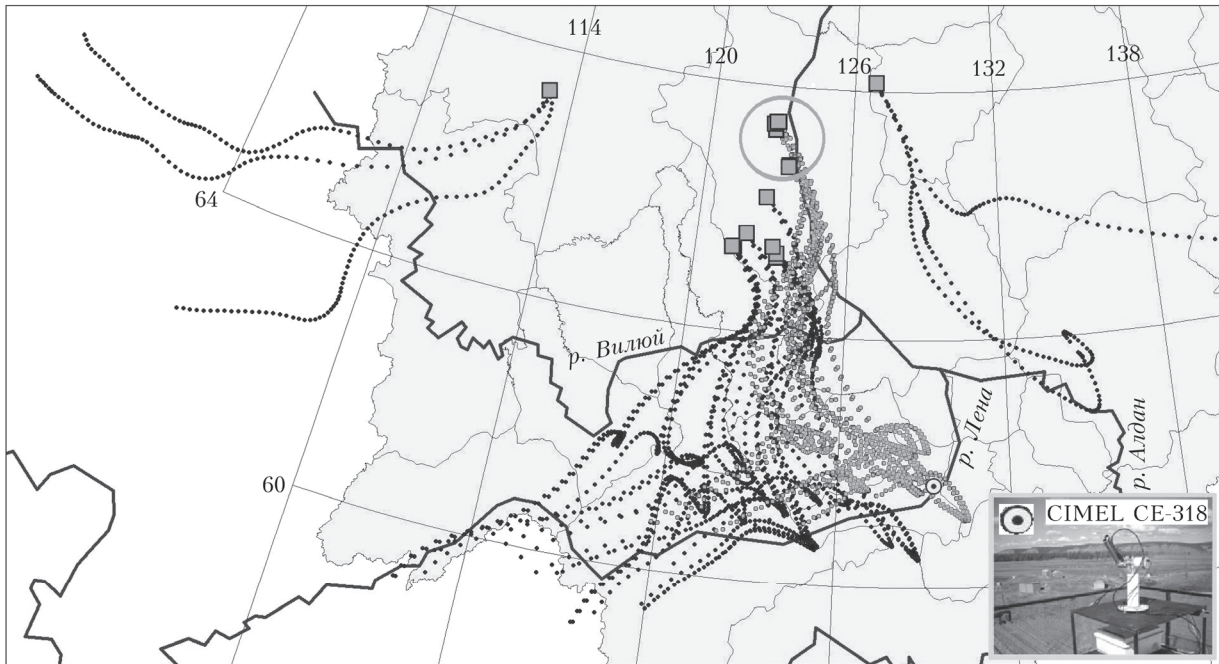 114
120
126
132
138
64
р. Вилюй
60
р. Лена
р. Алдан
CIMEL CE-318